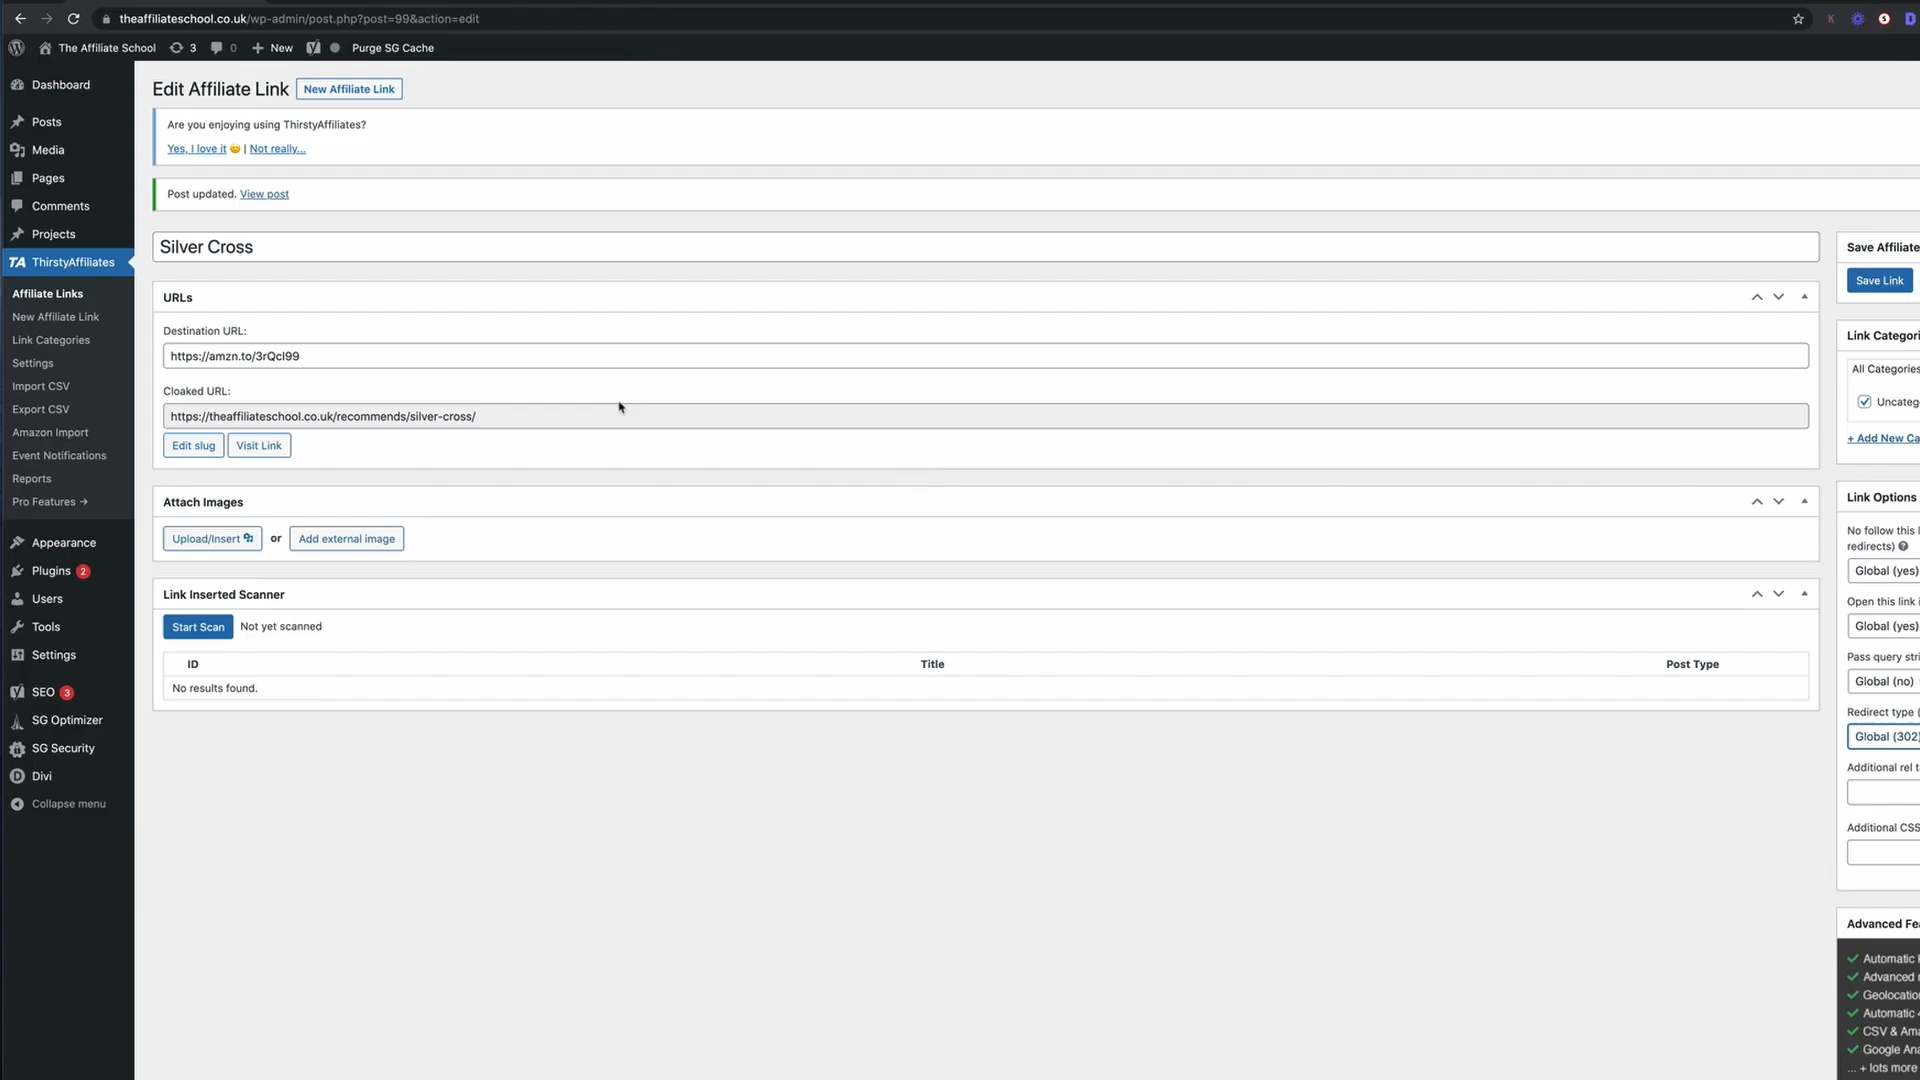 theaffiliateschool.co.uk/wp-admin/post.php?post=99&action=edit
The Affiliate School 3 0 New Purge SG Cache
Dashboard
Posts
Media
Pages
Comments
Projects
TA ThirstyAffiliates
Affiliate Links
New Affiliate Link
Link Categories
Settings
Import CSV
Export CSV
Amazon Import
Event Notifications
Reports
Pro Features →
Appearance
Plugins 2
Users
Tools
Settings
SEO 3
SG Optimizer
SG Security
Divi
Collapse menu
Edit Affiliate Link New Affiliate Link
Are you enjoying using ThirstyAffiliates?
Yes, I love it 😀 | Not really...
Post updated. View post
Silver Cross
URLs
Destination URL:
https://amzn.to/3rQcl99
Cloaked URL:
https://theaffiliateschool.co.uk/recommends/silver-cross/
Edit slug Visit Link
Attach Images
Upload/Insert or Add external image
Link Inserted Scanner
Start Scan Not yet scanned
ID Title Post Type
No results found.
Save Affiliate
Save Link
Link Categori
All Categories
Uncateg
+ Add New Ca
Link Options
No follow this l
redirects)
Global (yes)
Open this link i
Global (yes)
Pass query stri
Global (no)
Redirect type (
Global (302)
Additional rel t
Additional CSS
Advanced Fea
Automatic
Advanced
Geolocatio
Automatic 4
CSV & Ama
Google Ana
... + lots more